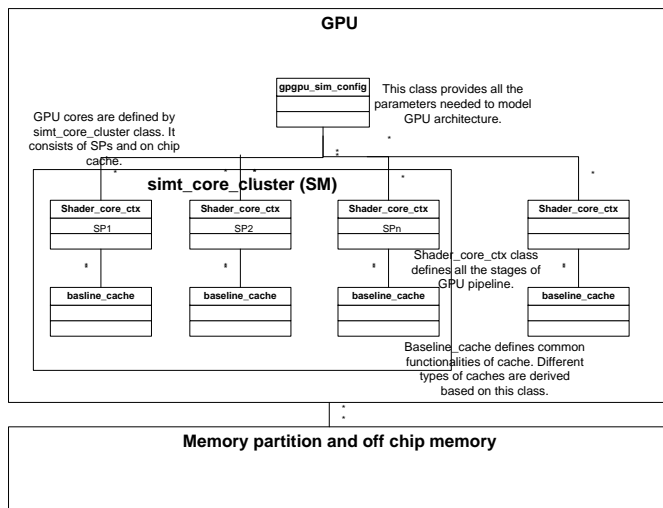 GPU
gpgpu_sim_config
This class provides all the
parameters needed to model
GPU architecture.
GPU cores are defined by
simt_core_cluster class. It
consists of SPs and on chip
cache.
simt_core_cluster (SM)
Shader_core_ctx
SP1
Shader_core_ctx
SP2
Shader_core_ctx
SPn
Shader_core_ctx
Shader_core_ctx class
defines all the stages of
GPU pipeline.
basline_cache
baseline_cache
baseline_cache
baseline_cache
Baseline_cache defines common
functionalities of cache. Different
types of caches are derived
based on this class.
Memory partition and off chip memory